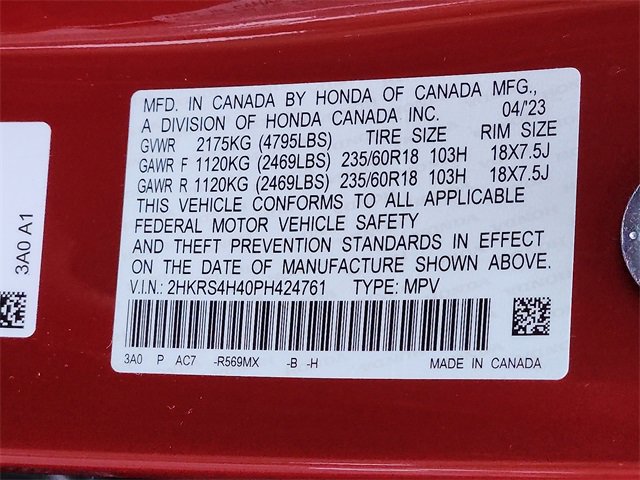 MFD. IN CANADA BY HONDA OF CANADA MFG.,
A DIVISION OF HONDA CANADA INC. 04/'23
GVWR 2175KG (4795LBS) TIRE SIZE RIM SIZE
GAWR F 1120KG (2469LBS) 235/60R18 103H 18X7.5J
GAWR R 1120KG (2469LBS) 235/60R18 103H 18X7.5J
THIS VEHICLE CONFORMS TO ALL APPLICABLE
FEDERAL MOTOR VEHICLE SAFETY
AND THEFT PREVENTION STANDARDS IN EFFECT
ON THE DATE OF MANUFACTURE SHOWN ABOVE.
V.I.N.: 2HKRS4H40PH424761 TYPE: MPV
3A0 P AC7 -R569MX -B -H MADE IN CANADA
3A0 A1